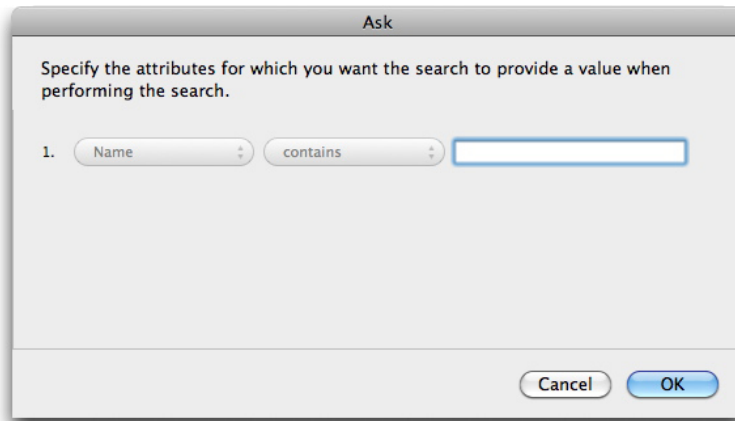 Ask
Specify the attributes for which you want the search to provide a value when
performing the search.
1. Name contains
Cancel OK